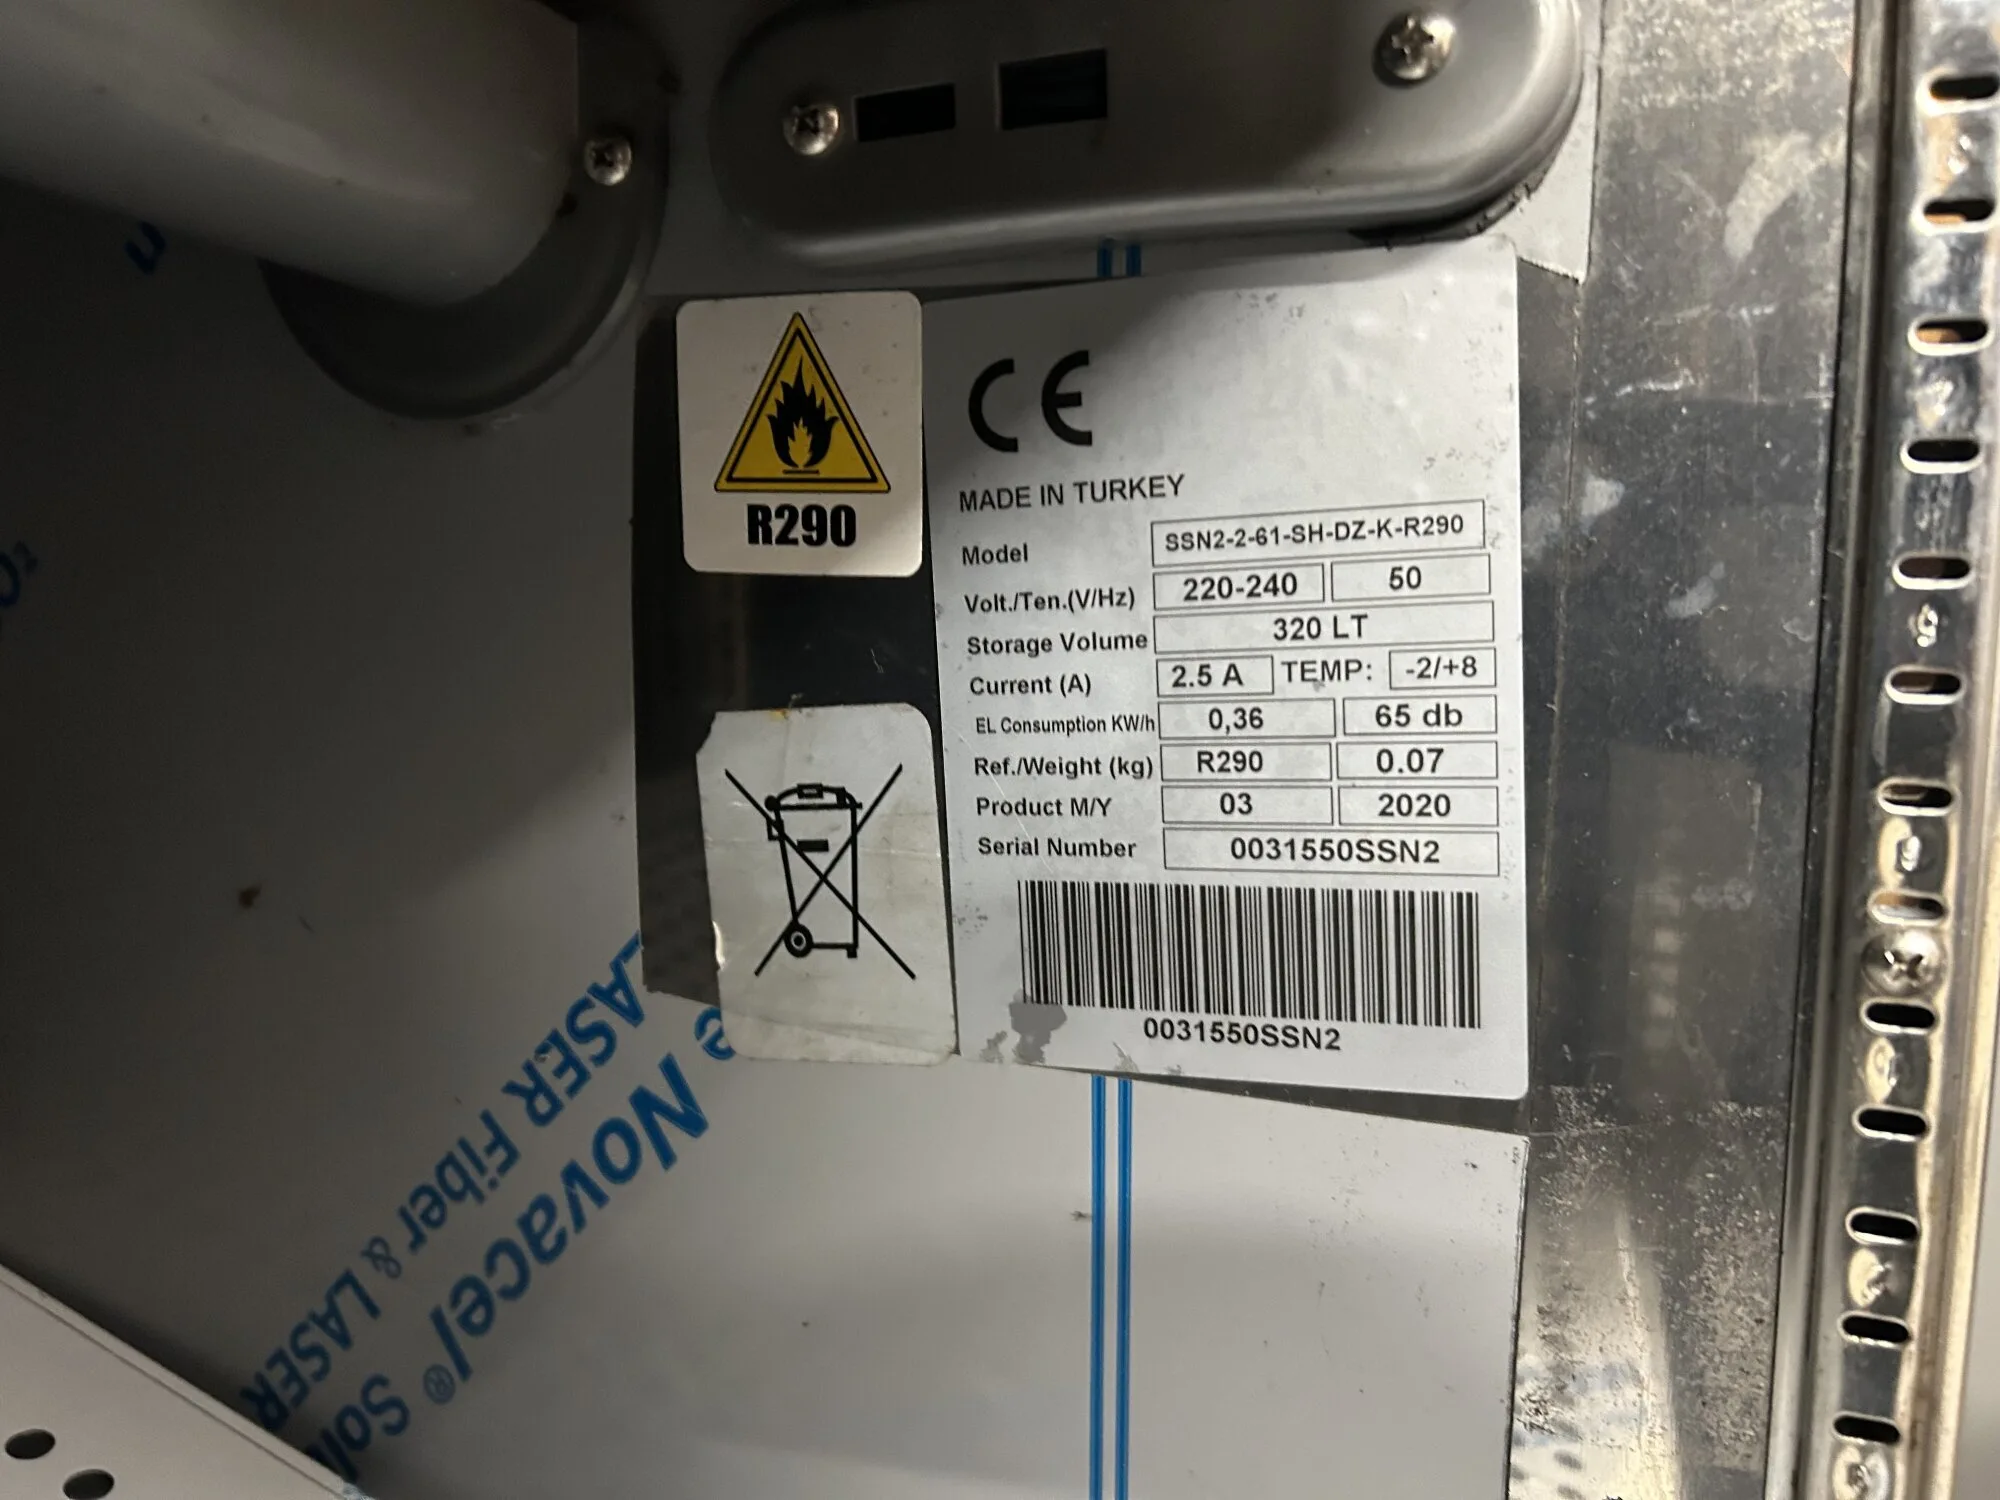 R290
CE
MADE IN TURKEY
Model SSN2-2-61-SH-DZ-K-R290
Volt./Ten.(V/Hz) 220-240 50
Storage Volume 320 LT
Current (A) 2.5 A TEMP: -2/+8
EL Consumption KW/h 0,36 65 db
Ref./Weight (kg) R290 0.07
Product M/Y 03 2020
Serial Number 0031550SSN2
0031550SSN2
LASER Fiber & LASER
Novacel®